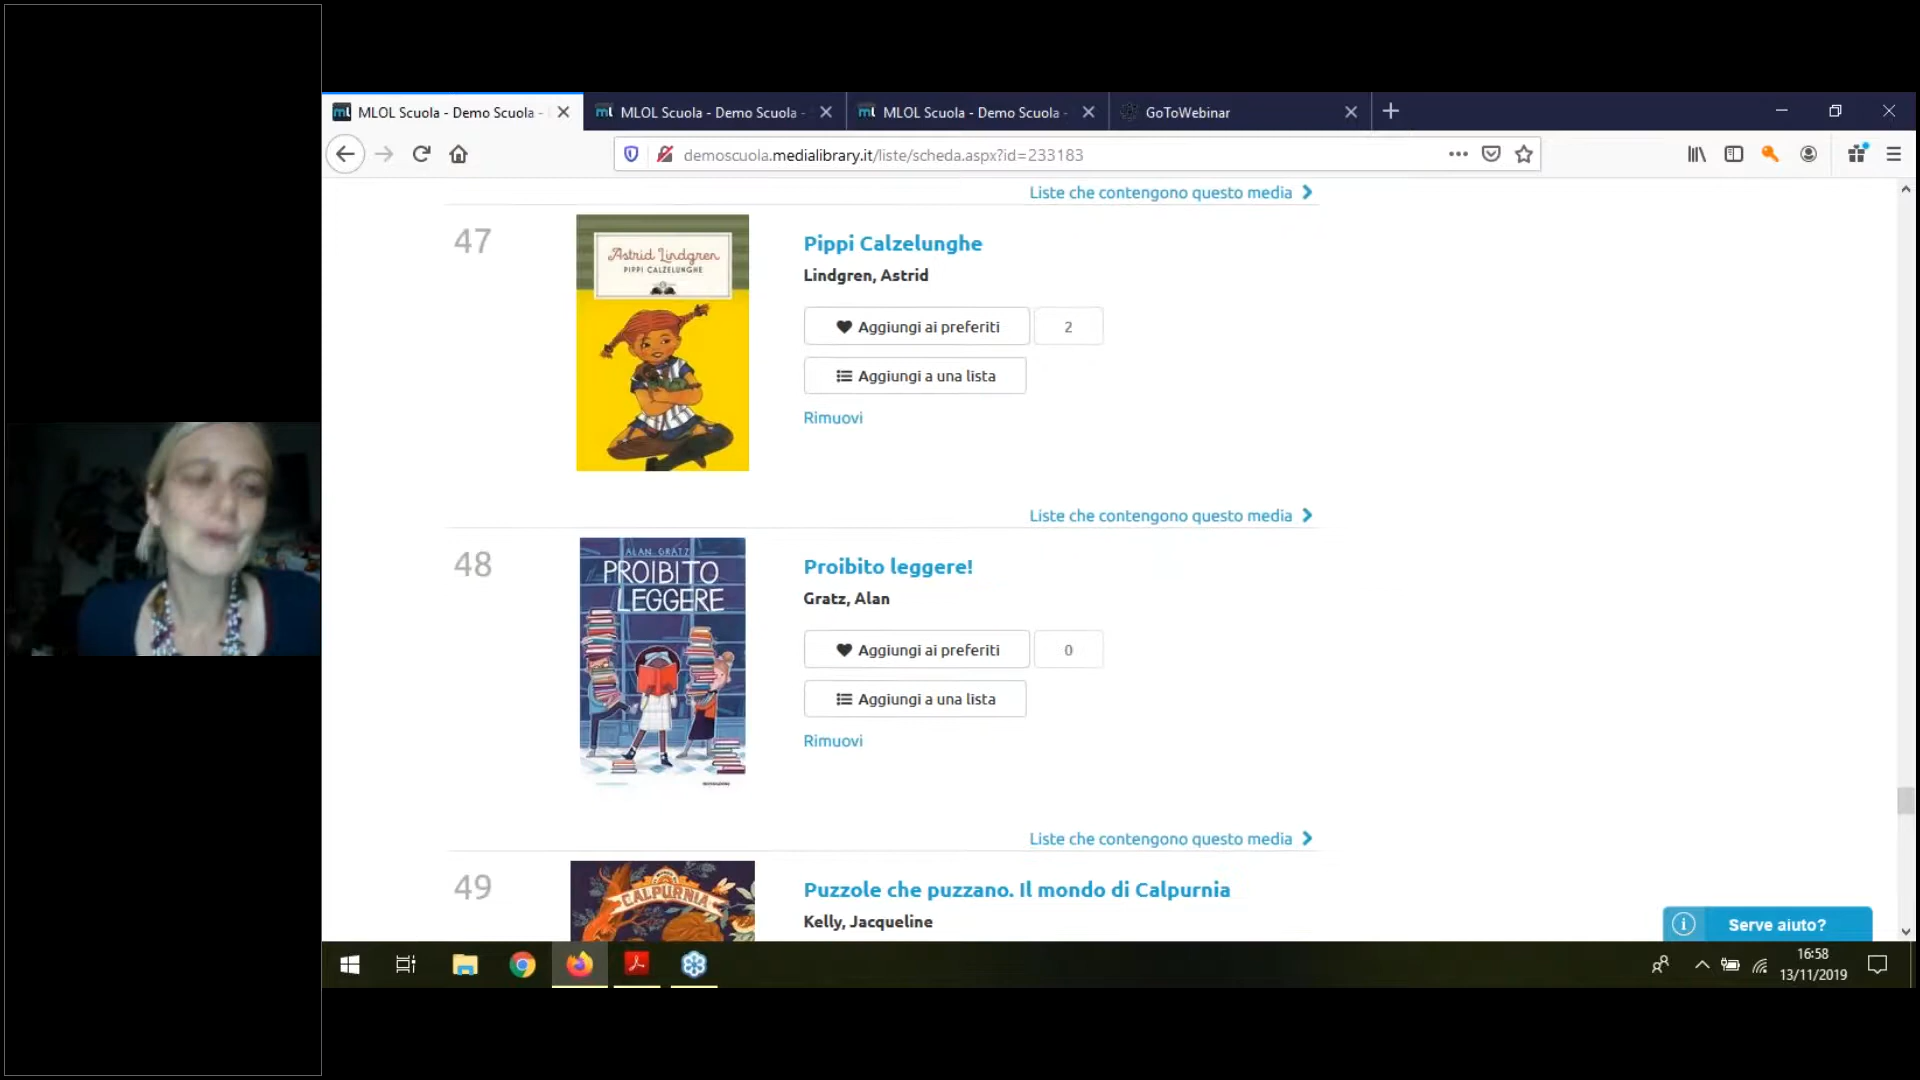 MLOL Scuola - Demo Scuola -
MLOL Scuola - Demo Scuola -
MLOL Scuola - Demo Scuola -
GoToWebinar
demoscuola.medialibrary.it/liste/scheda.aspx?id=233183
Liste che contengono questo media
47
Astrid Lindgren
PIPPI CALZELUNGHE
Pippi Calzelunghe
Lindgren, Astrid
Aggiungi ai preferiti
2
Aggiungi a una lista
Rimuovi
Liste che contengono questo media
48
ALAN GRATZ
PROIBITO
LEGGERE
Proibito leggere!
Gratz, Alan
Aggiungi ai preferiti
0
Aggiungi a una lista
Rimuovi
Liste che contengono questo media
49
CALPURNIA
Puzzole che puzzano. Il mondo di Calpurnia
Kelly, Jacqueline
Serve aiuto?
16:58
13/11/2019